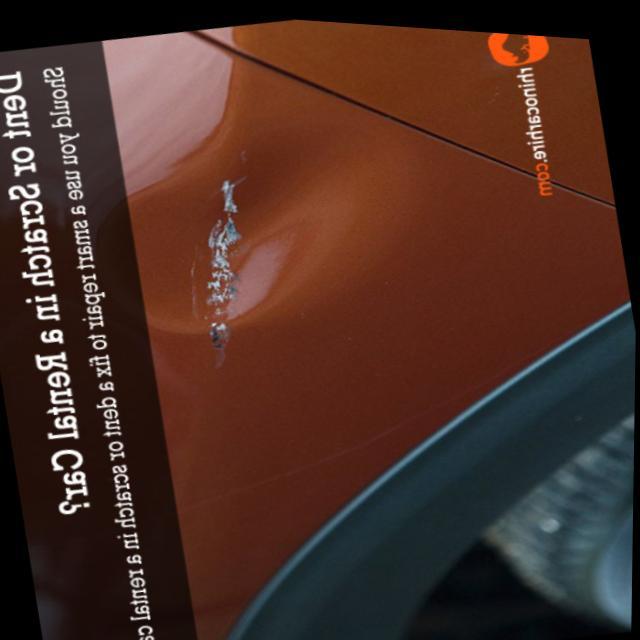 rhinocarhire.com
Dent or Scratch in a Rental Car?
Should you use a smart repair to fix a dent or scratch in a rental ca